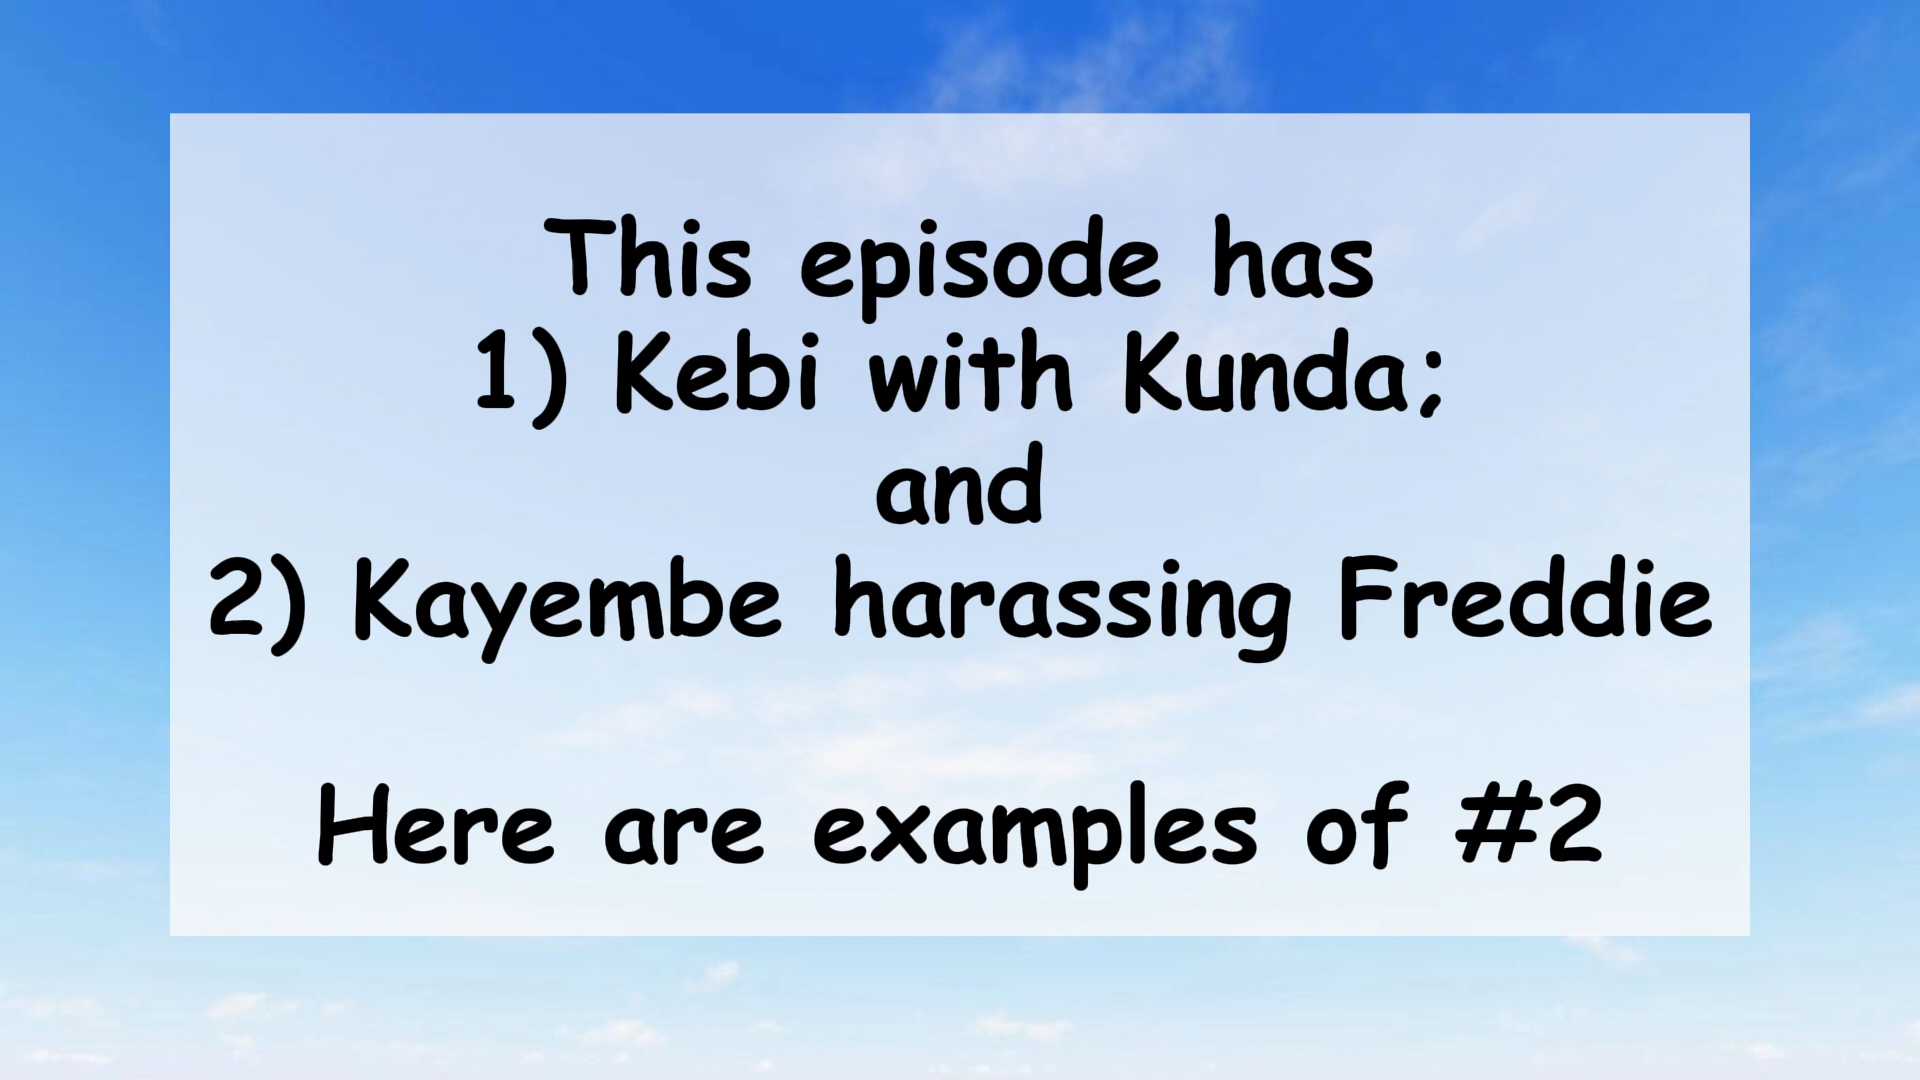 This episode has
1) Kebi with Kunda;
and
2) Kayembe harassing Freddie
Here are examples of #2